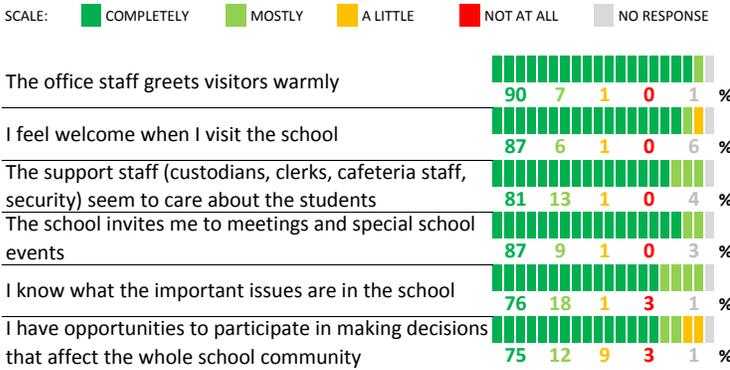 SCALE: COMPLETELY MOSTLY A LITTLE NOT AT ALL NO RESPONSE
The office staff greets visitors warmly
90 7 1 0 1 %
I feel welcome when I visit the school
87 6 1 0 6 %
The support staff (custodians, clerks, cafeteria staff,
security) seem to care about the students
81 13 1 0 4 %
The school invites me to meetings and special school
events
87 9 1 0 3 %
I know what the important issues are in the school
76 18 1 3 1 %
I have opportunities to participate in making decisions
that affect the whole school community
75 12 9 3 1 %